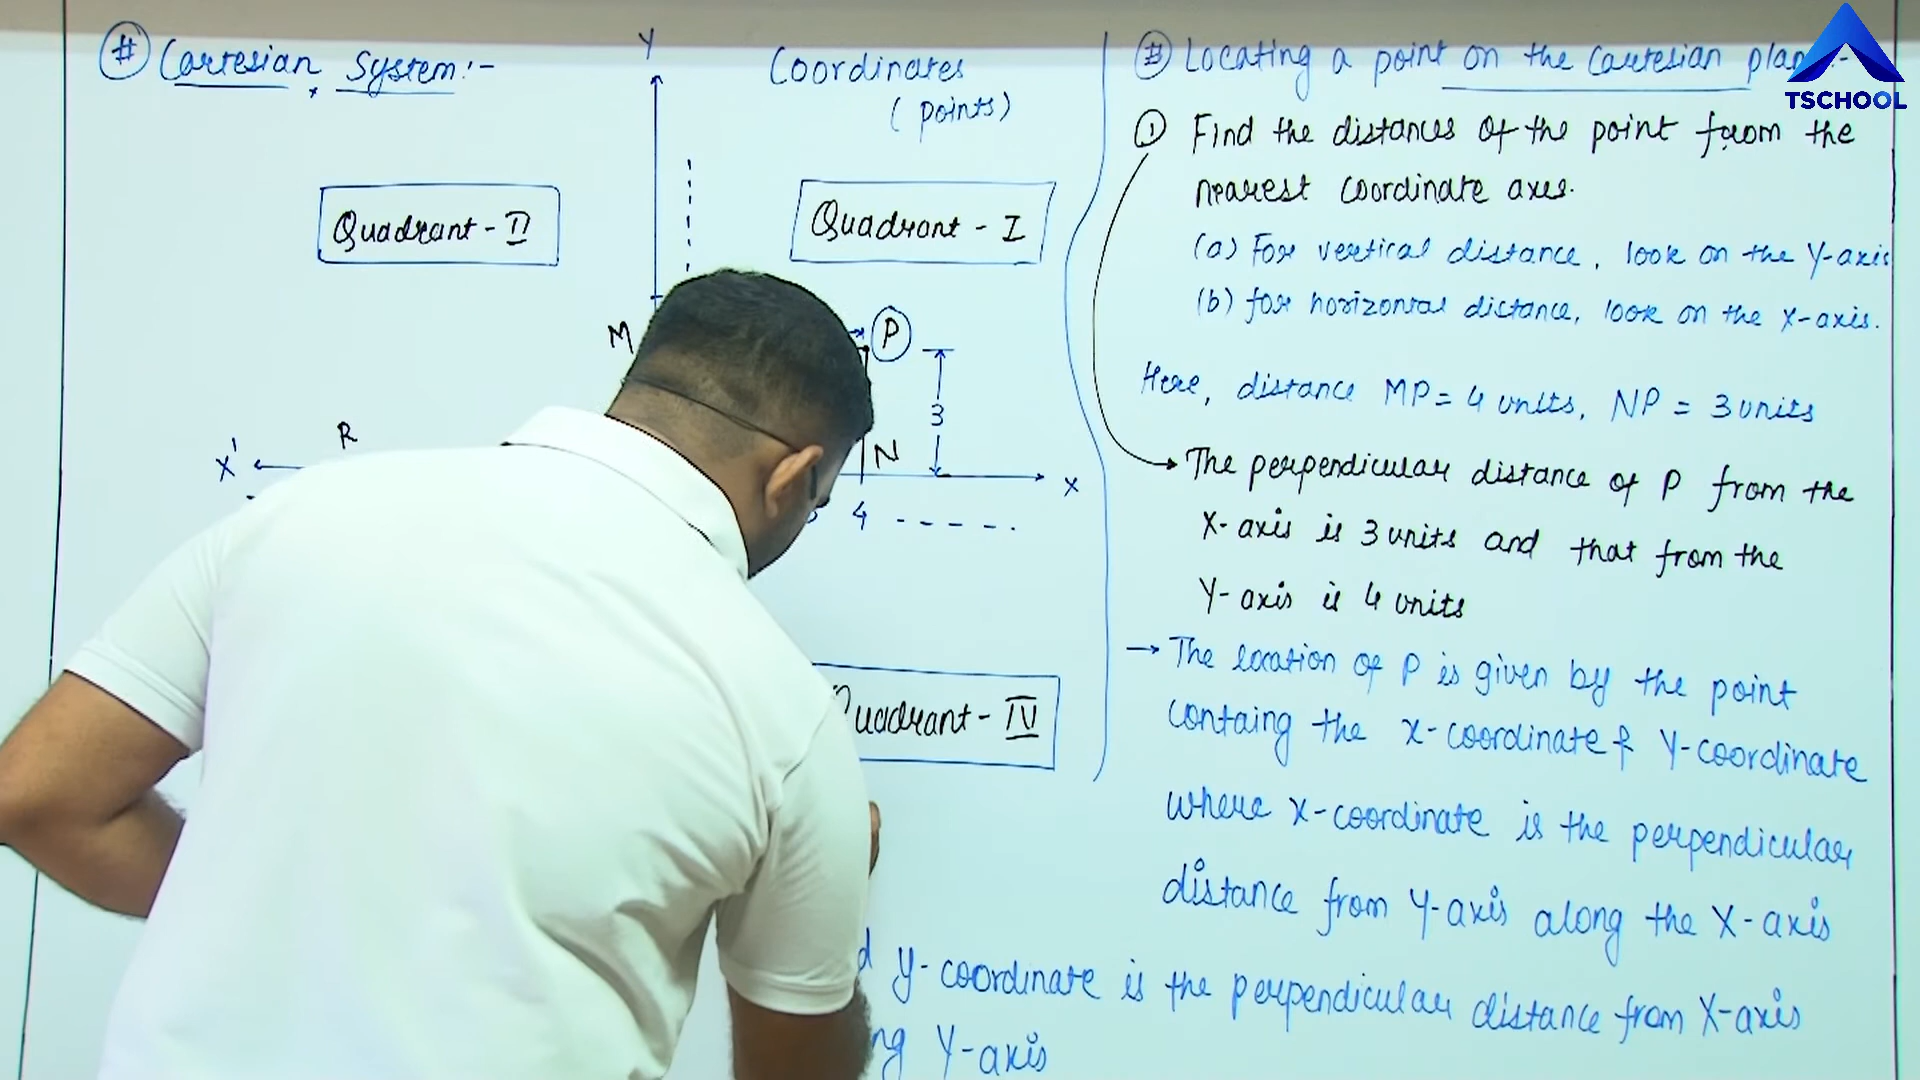 # Cartesian System:-
Y
Coordinates
(points)
Quadrant - II
Quadrant - I
M
P
3
R
N
X'
X
4
Quadrant - IV
# Locating a point on the Cartesian plane:-
TSCHOOL
① Find the distances of the point from the
nearest coordinate axes.
(a) For vertical distance, look on the Y-axis
(b) for horizontal distance, look on the X-axis.
Here, distance MP = 4 units, NP = 3 units
→ The perpendicular distance of P from the
X-axis is 3 units and that from the
Y-axis is 4 units
→ The location of P is given by the point
containg the x-coordinate & Y-coordinate
where x-coordinate is the perpendicular
distance from Y-axis along the X-axis
y-coordinate is the perpendicular distance from X-axis
Y-axis